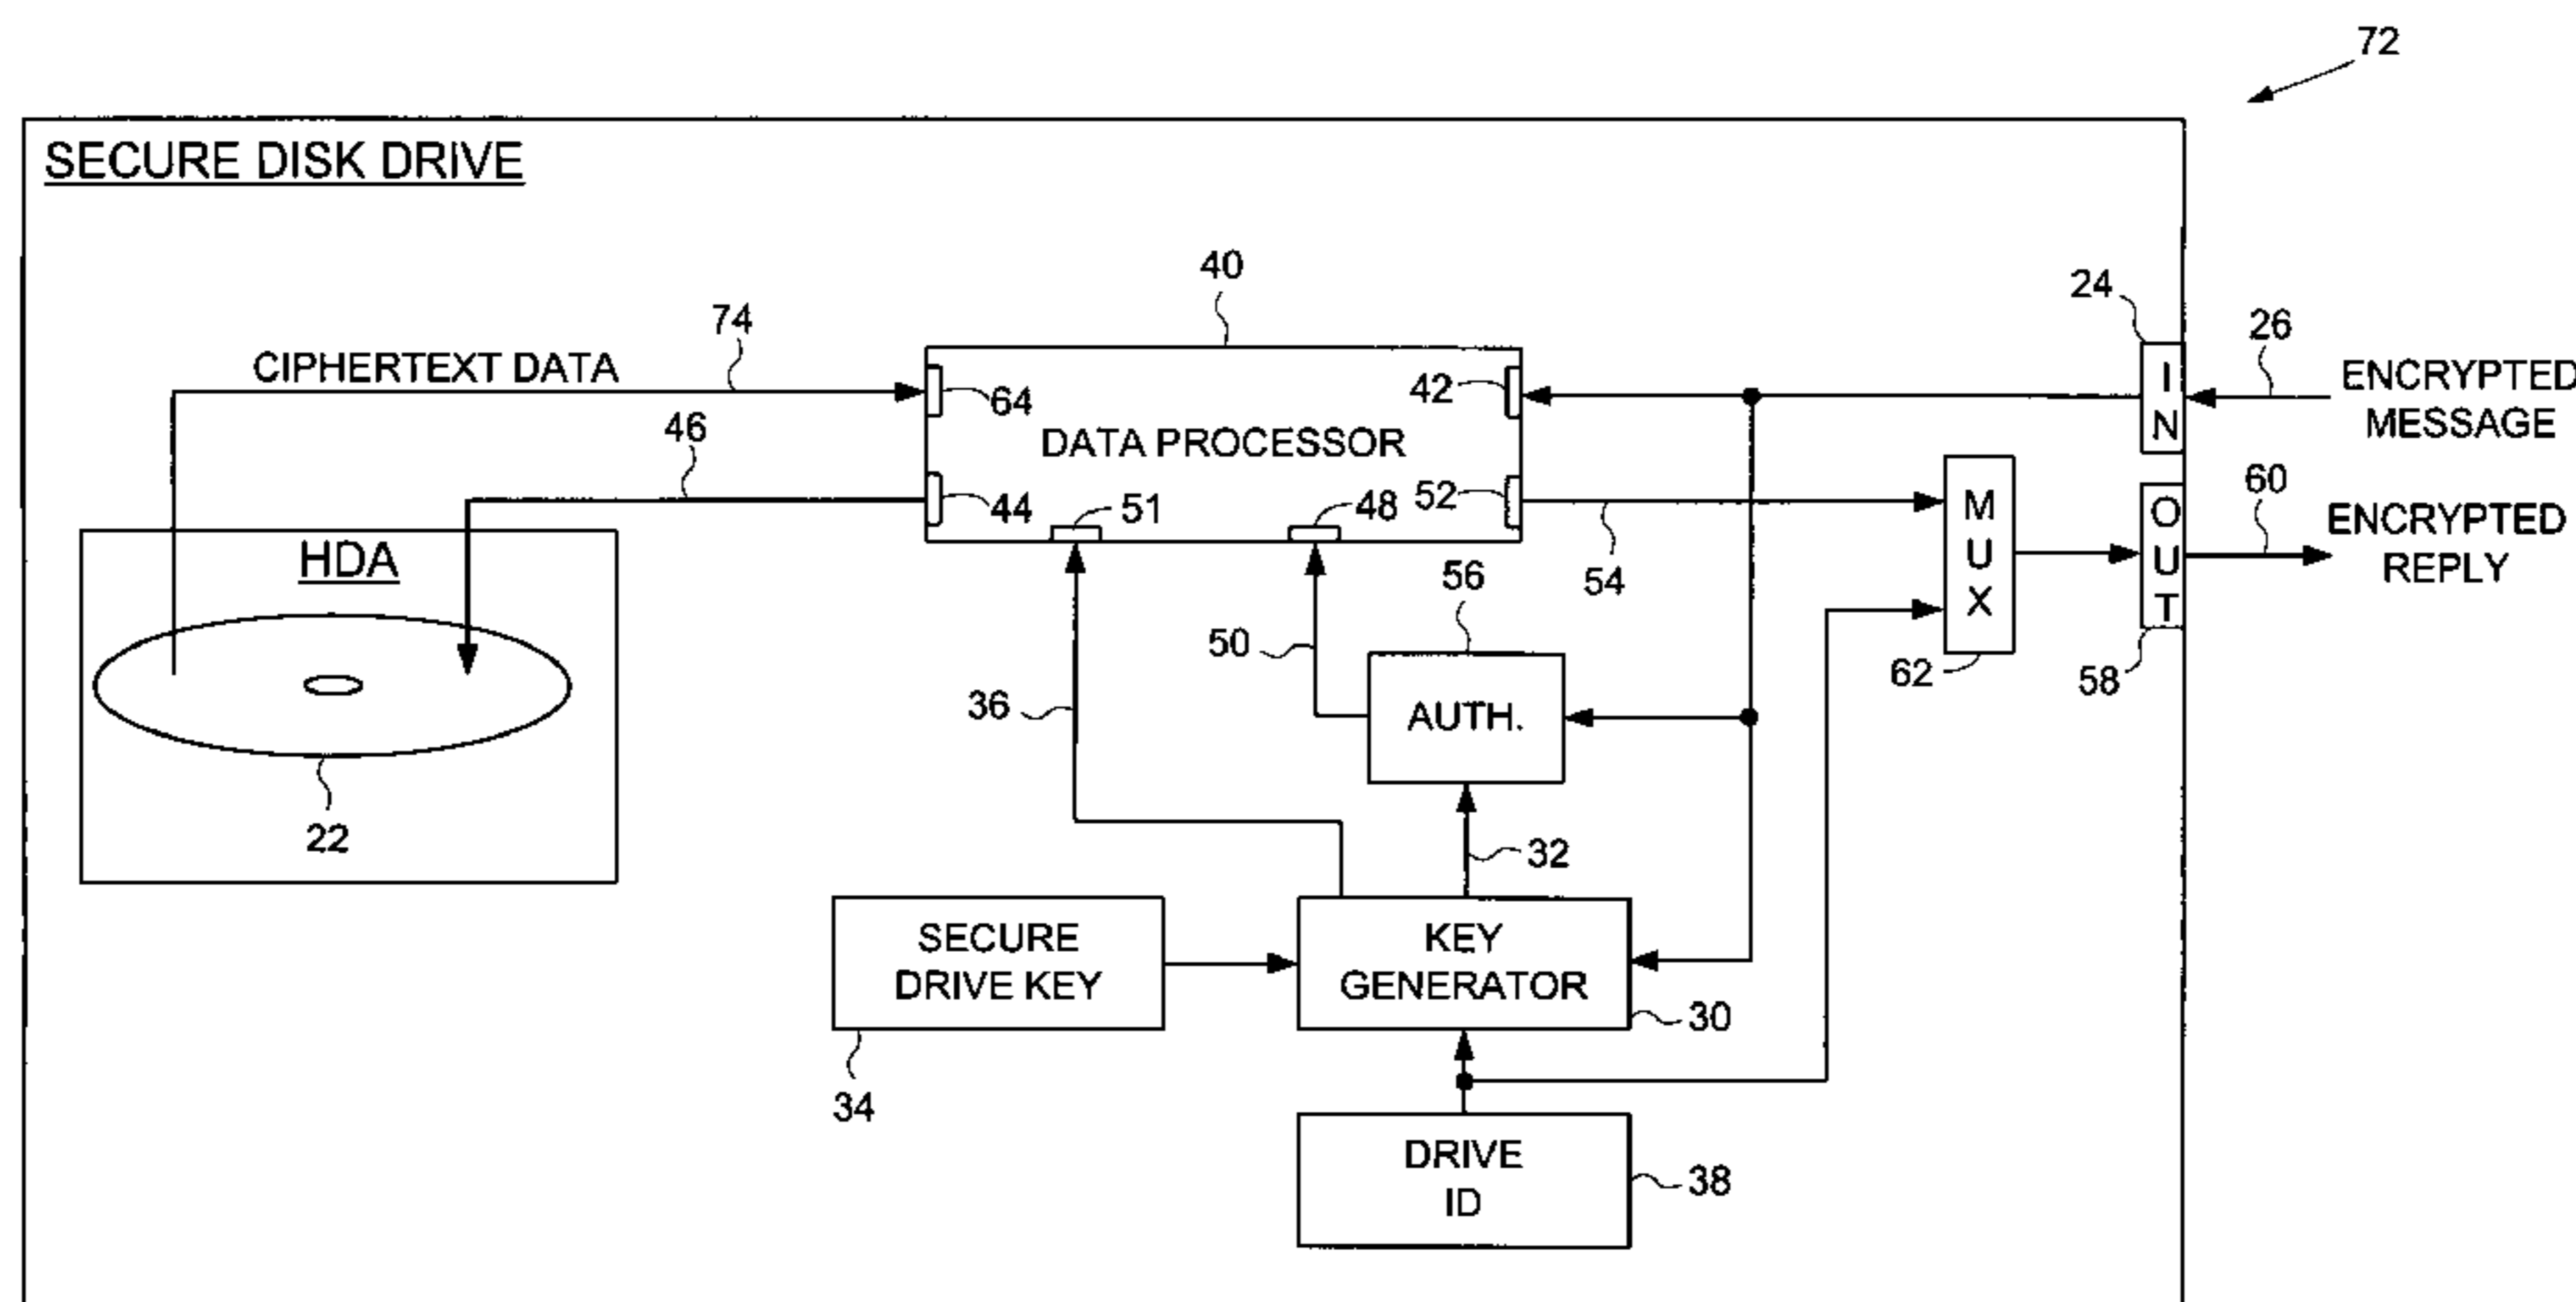 72
SECURE DISK DRIVE
40
24
26
74
CIPHERTEXT DATA
64
42
I
N
ENCRYPTED
MESSAGE
46
DATA PROCESSOR
44
51
48
52
54
M
U
X
O
U
T
60
ENCRYPTED
REPLY
HDA
56
50
62
58
36
AUTH.
22
32
SECURE
DRIVE KEY
KEY
GENERATOR
30
34
DRIVE
ID
38